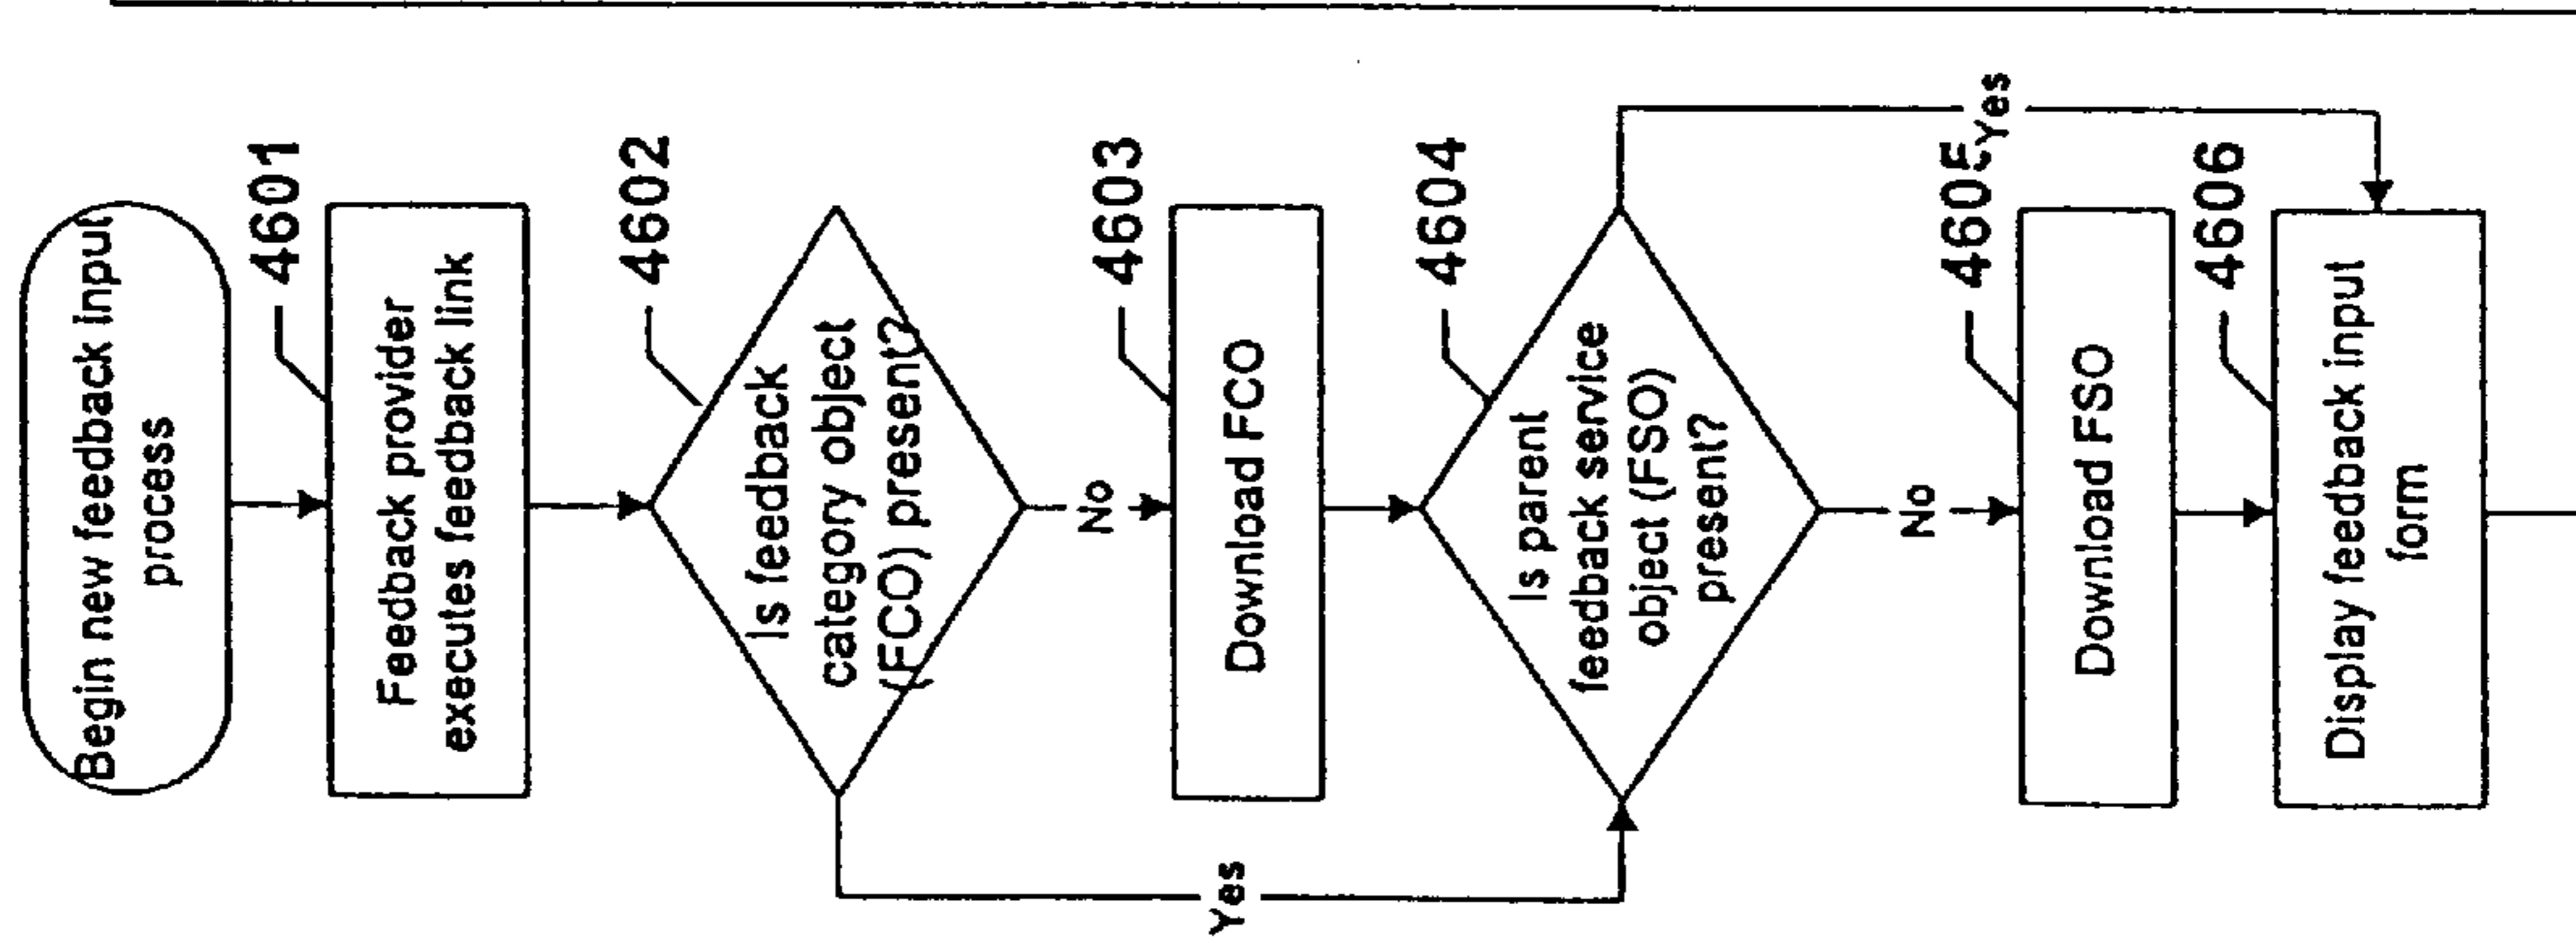 Begin new feedback input
process
4601
Feedback provider
executes feedback link
4602
Is feedback
category object
(FCO) present?
No
Yes
4603
Download FCO
4604
Is parent
feedback service
object (FSO)
present?
No
Yes
4605
Download FSO
4606
Display feedback input
form